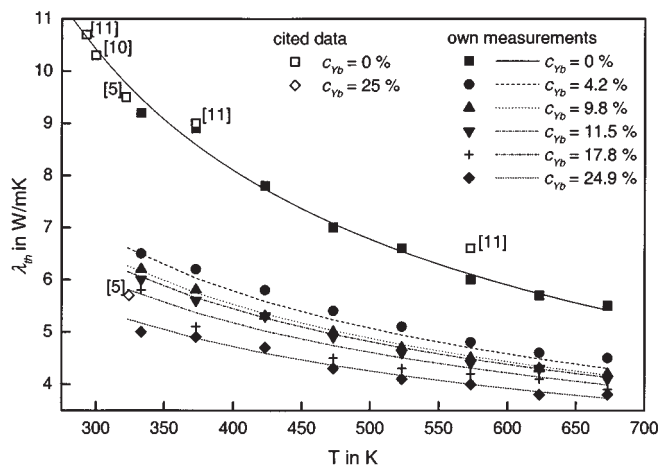 11
10
9
8
7
6
5
4
λth in W/mK
300
350
400
450
500
550
600
650
700
T in K
cited data
cYb = 0 %
cYb = 25 %
own measurements
cYb = 0 %
cYb = 4.2 %
cYb = 9.8 %
cYb = 11.5 %
cYb = 17.8 %
cYb = 24.9 %
[11]
[10]
[5]
[11]
[11]
[5]